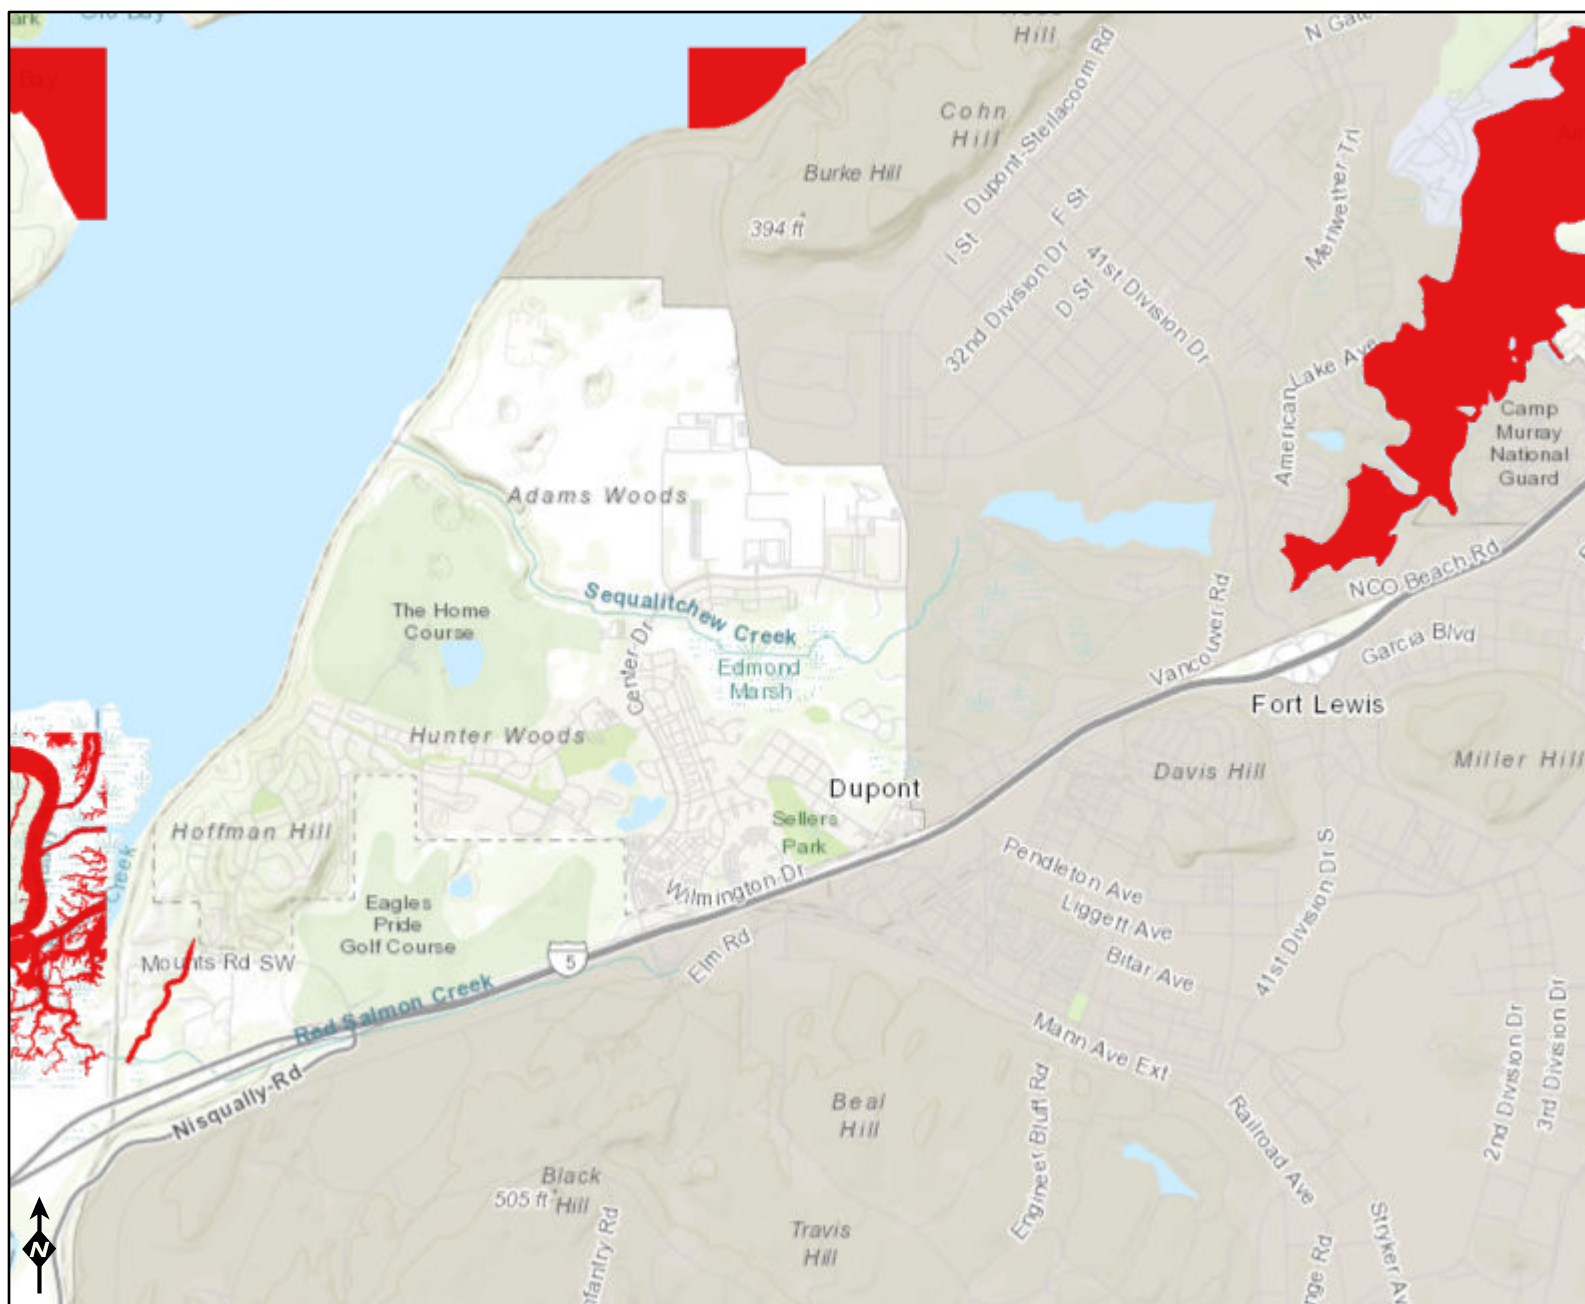 Hill
N Gate
Bay
Cohn
Hill
Dupont-Steilacoom Rd
Burke Hill
Meriwether Trl
F St
394 ft
I St
41st Division Dr
32nd Division Dr
D St
American
Lake Ave
Camp
Murray
National
Guard
Adams Woods
NCO Beach Rd
Sequalitchew Creek
The Home
Course
Center Dr
Edmond
Marsh
Vancouver Rd
Garcia Blvd
Fort Lewis
Hunter Woods
Miller Hill
Davis Hill
Dupont
Hoffman Hill
Sellers
Park
Creek
Wilmington Dr
Pendleton Ave
41st Division Dr S
Liggett Ave
Eagles
Pride
Golf Course
Bitar Ave
Mounts Rd SW
5
Elm Rd
Red Salmon Creek
Mann Ave Ext
2nd Division Dr
3rd Division Dr
Nisqually Rd
Beal
Hill
Engineer Bluff Rd
Railroad Ave
Black
Hill
505 ft
Travis
Hill
N